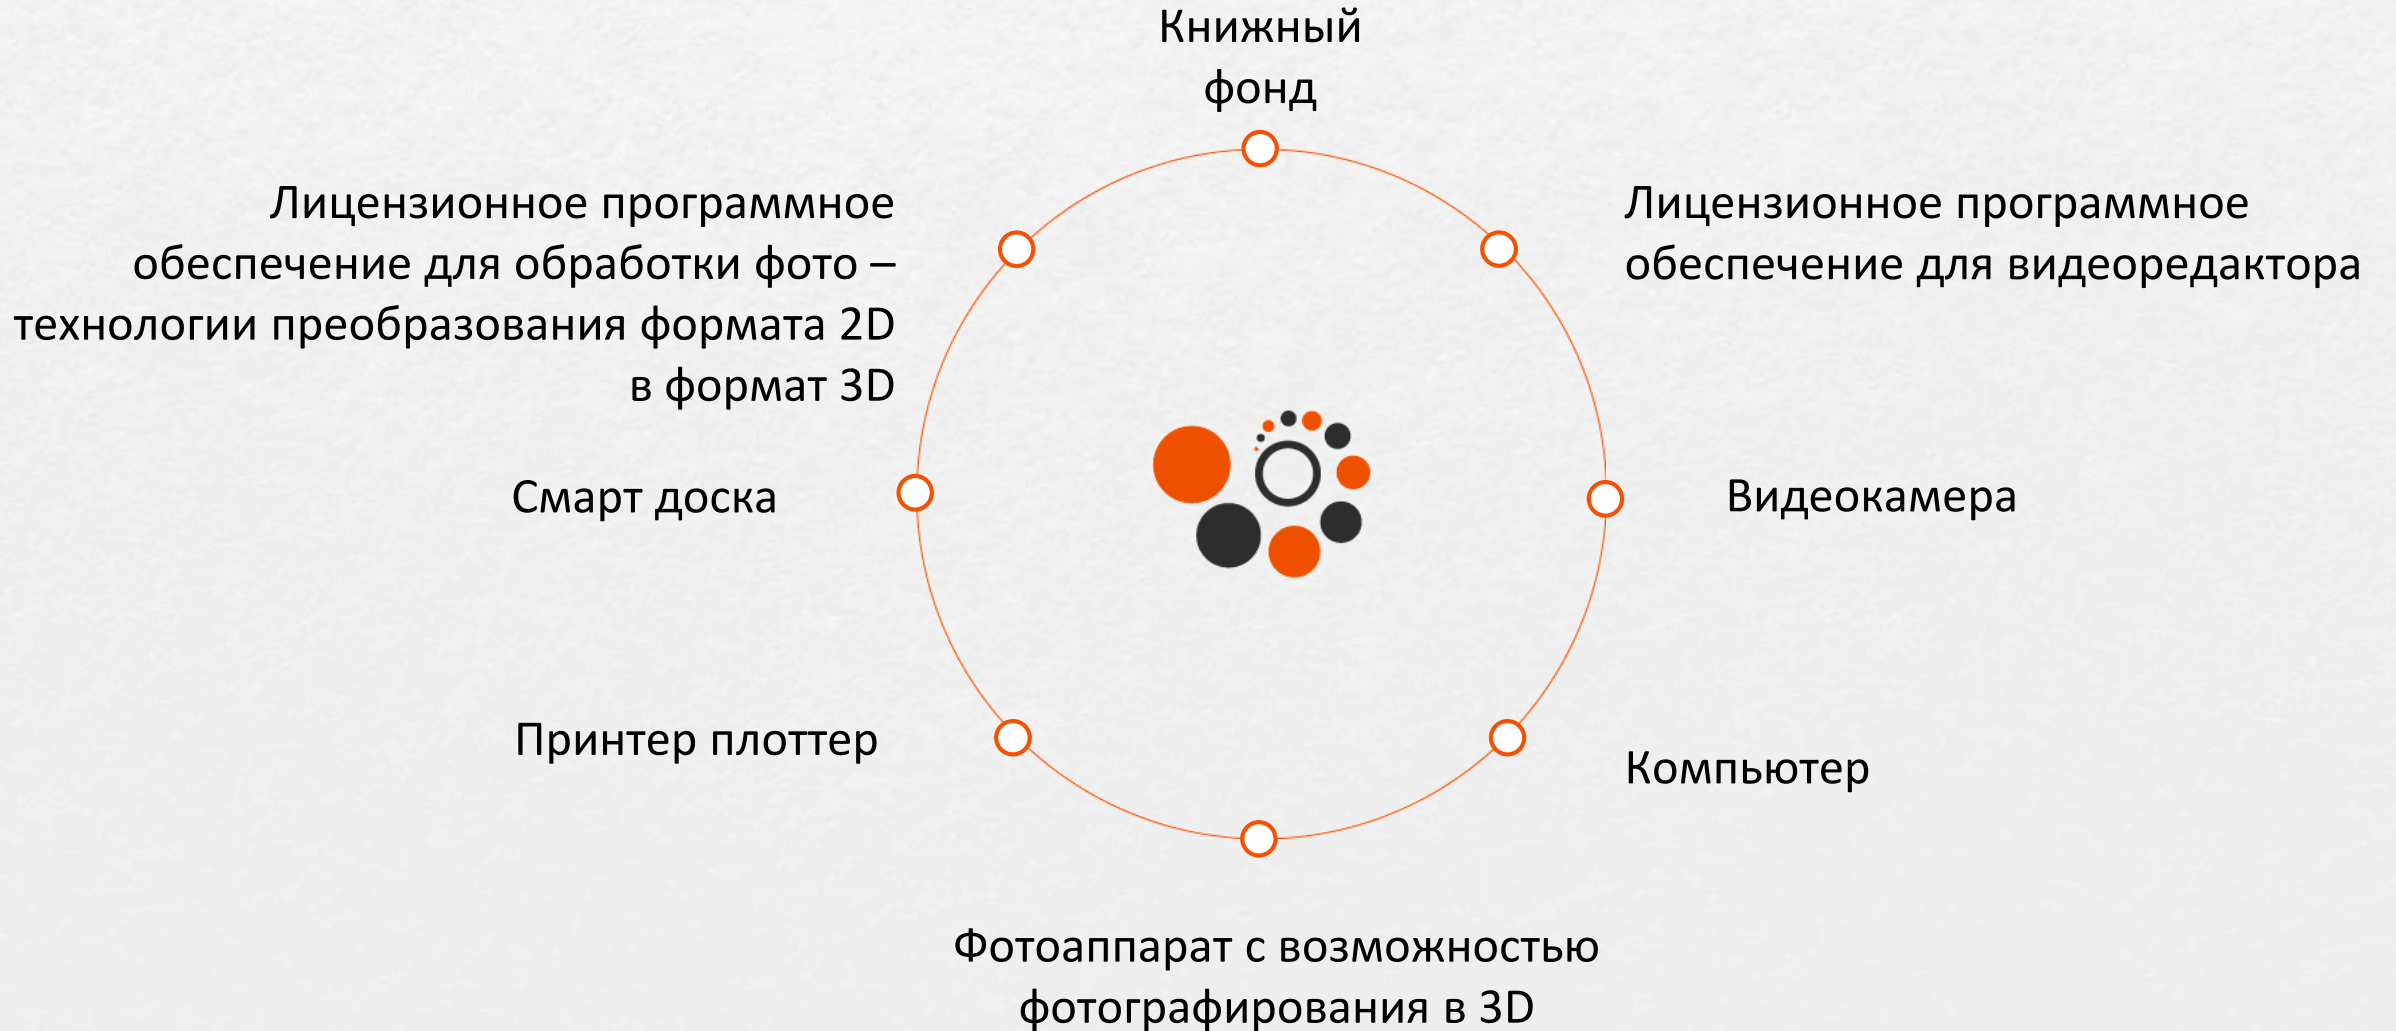 Книжный
фонд
Лицензионное программное
обеспечение для обработки фото –
технологии преобразования формата 2D
в формат 3D
Лицензионное программное
обеспечение для видеоредактора
Смарт доска
Видеокамера
Принтер плоттер
Компьютер
Фотоаппарат с возможностью
фотографирования в 3D